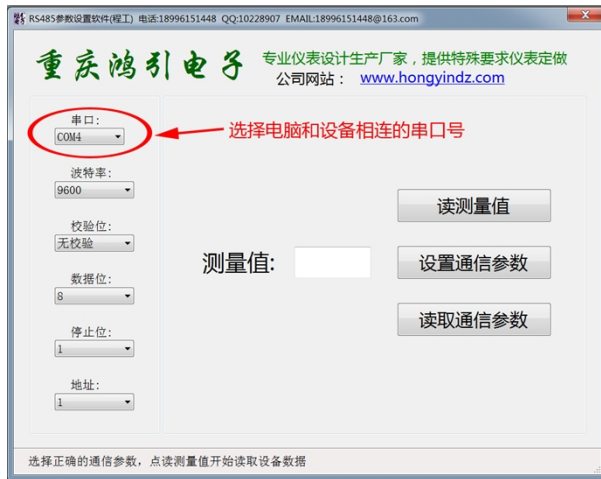 RS485参数设置软件(程工) 电话:18996151448 QQ:10228907 EMAIL:18996151448@163.com
重庆鸿引电子
专业仪表设计生产厂家，提供特殊要求仪表定做
公司网站： www.hongyindz.com
串口:
COM4
选择电脑和设备相连的串口号
波特率:
9600
校验位:
无校验
数据位:
8
停止位:
1
地址:
1
测量值:
读测量值
设置通信参数
读取通信参数
选择正确的通信参数，点读测量值开始读取设备数据